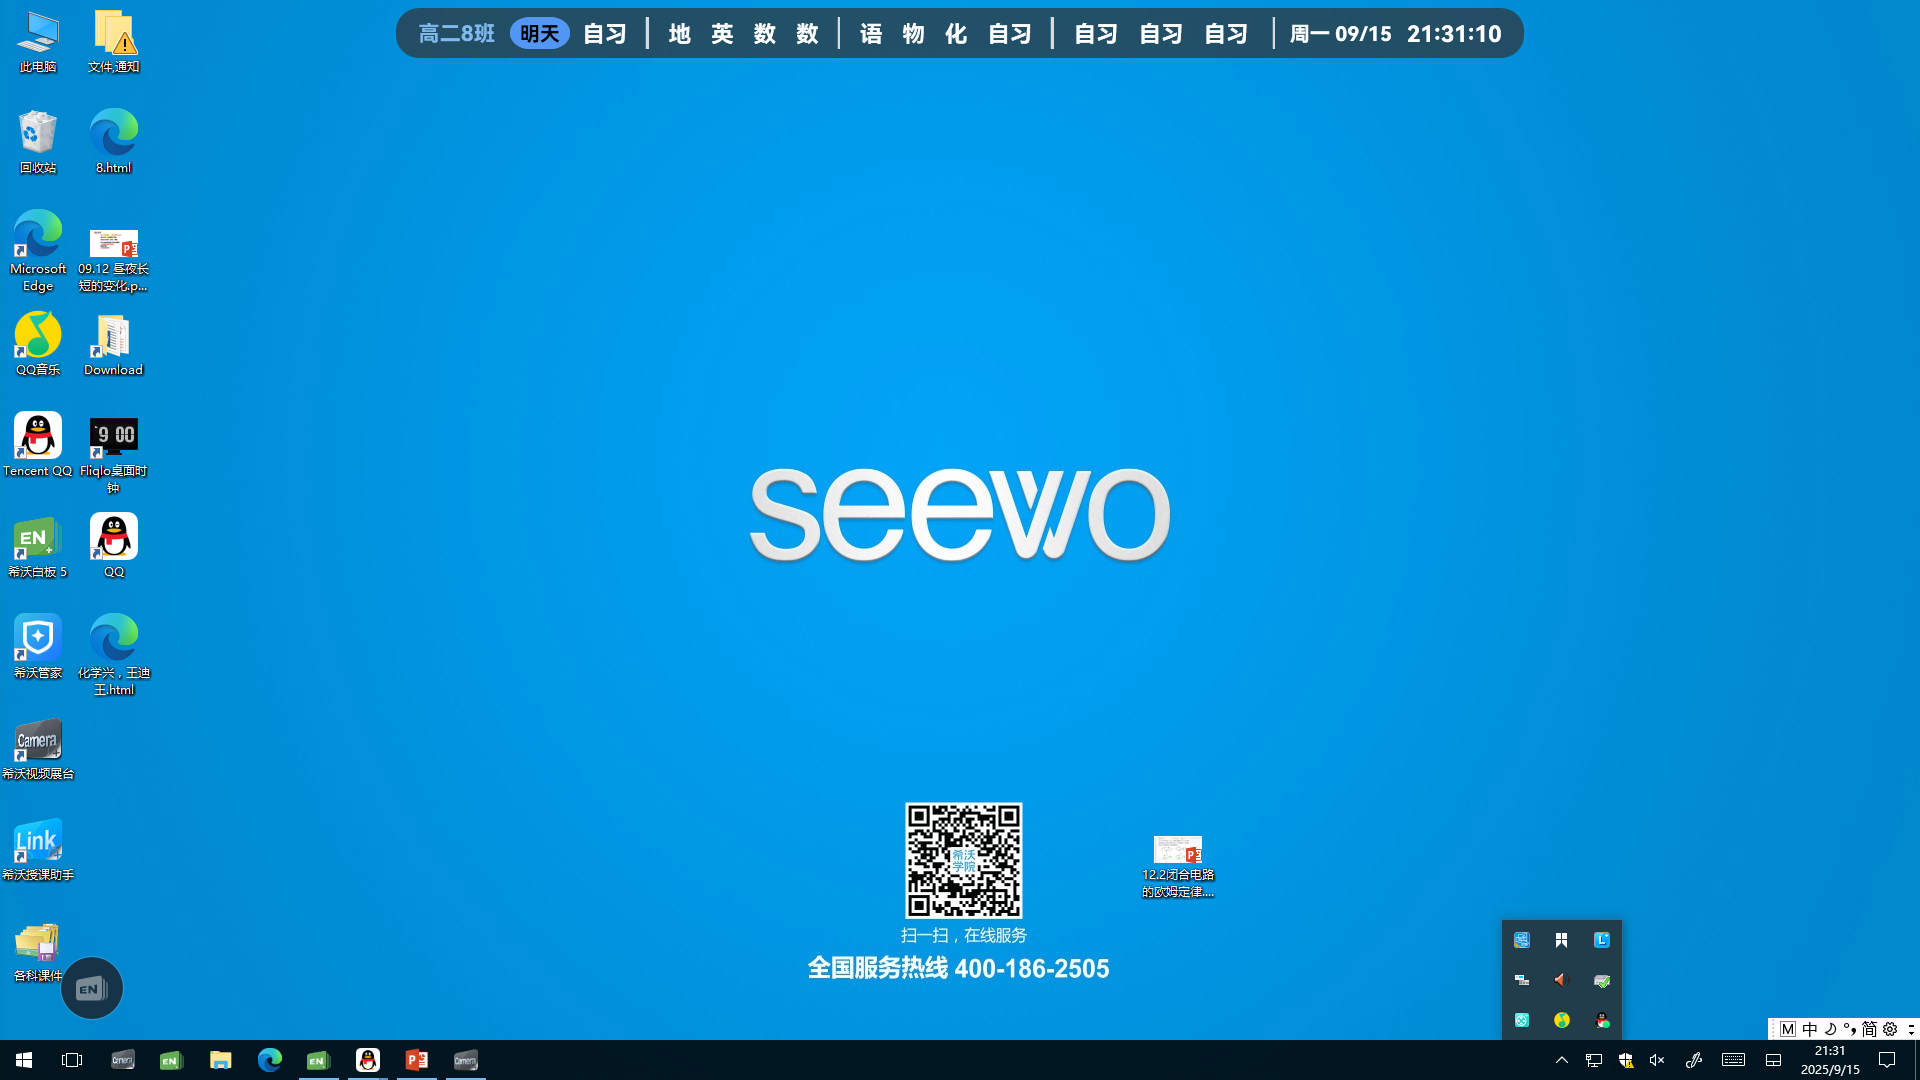 高二8班 明天 自习 | 地 英 数 数 | 语 物 化 自习 | 自习 自习 自习 | 周一 09/15 21:31:10
此电脑
文件,通知
回收站
8.html
Microsoft
Edge
09.12 昼夜长
短的变化.p...
QQ音乐
Download
Tencent QQ
9 00
Fliqlo桌面时
钟
EN
希沃白板 5
QQ
希沃管家
化学兴，王迪
王.html
Camera
希沃视频展台
Link
希沃授课助手
各科课件
EN
seewo
希沃
学院
扫一扫，在线服务
全国服务热线 400-186-2505
12.2闭合电路
的欧姆定律....
M 中 简
Camera EN EN Camera
21:31
2025/9/15